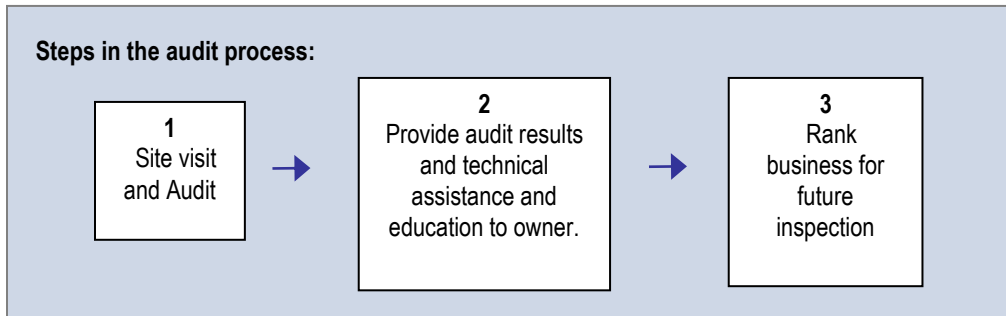 Steps in the audit process:
1
Site visit
and Audit
2
Provide audit results
and technical
assistance and
education to owner.
3
Rank
business for
future
inspection